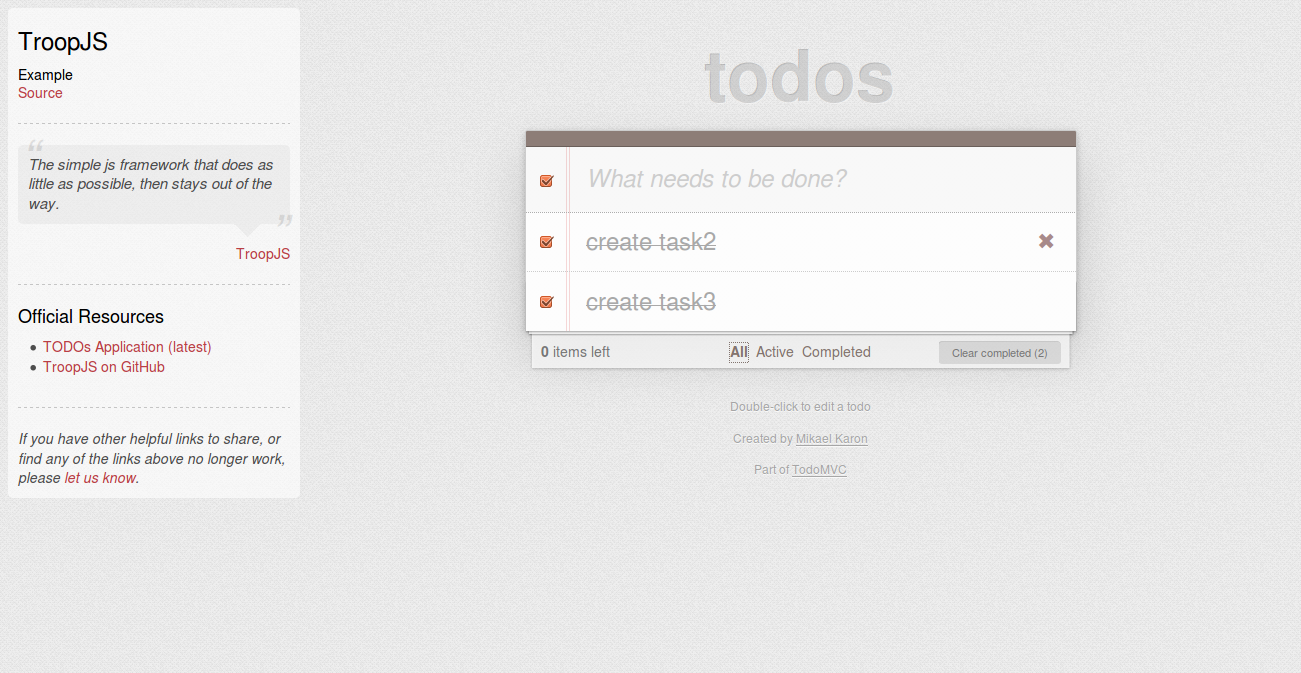 TroopJS
Example
Source
“
The simple js framework that does as
little as possible, then stays out of the
way.
”
TroopJS
Official Resources
• TODOs Application (latest)
• TroopJS on GitHub
If you have other helpful links to share, or
find any of the links above no longer work,
please let us know.
todos
What needs to be done?
create task2 ✖
create task3
0 items left All Active Completed Clear completed (2)
Double-click to edit a todo
Created by Mikael Karon
Part of TodoMVC